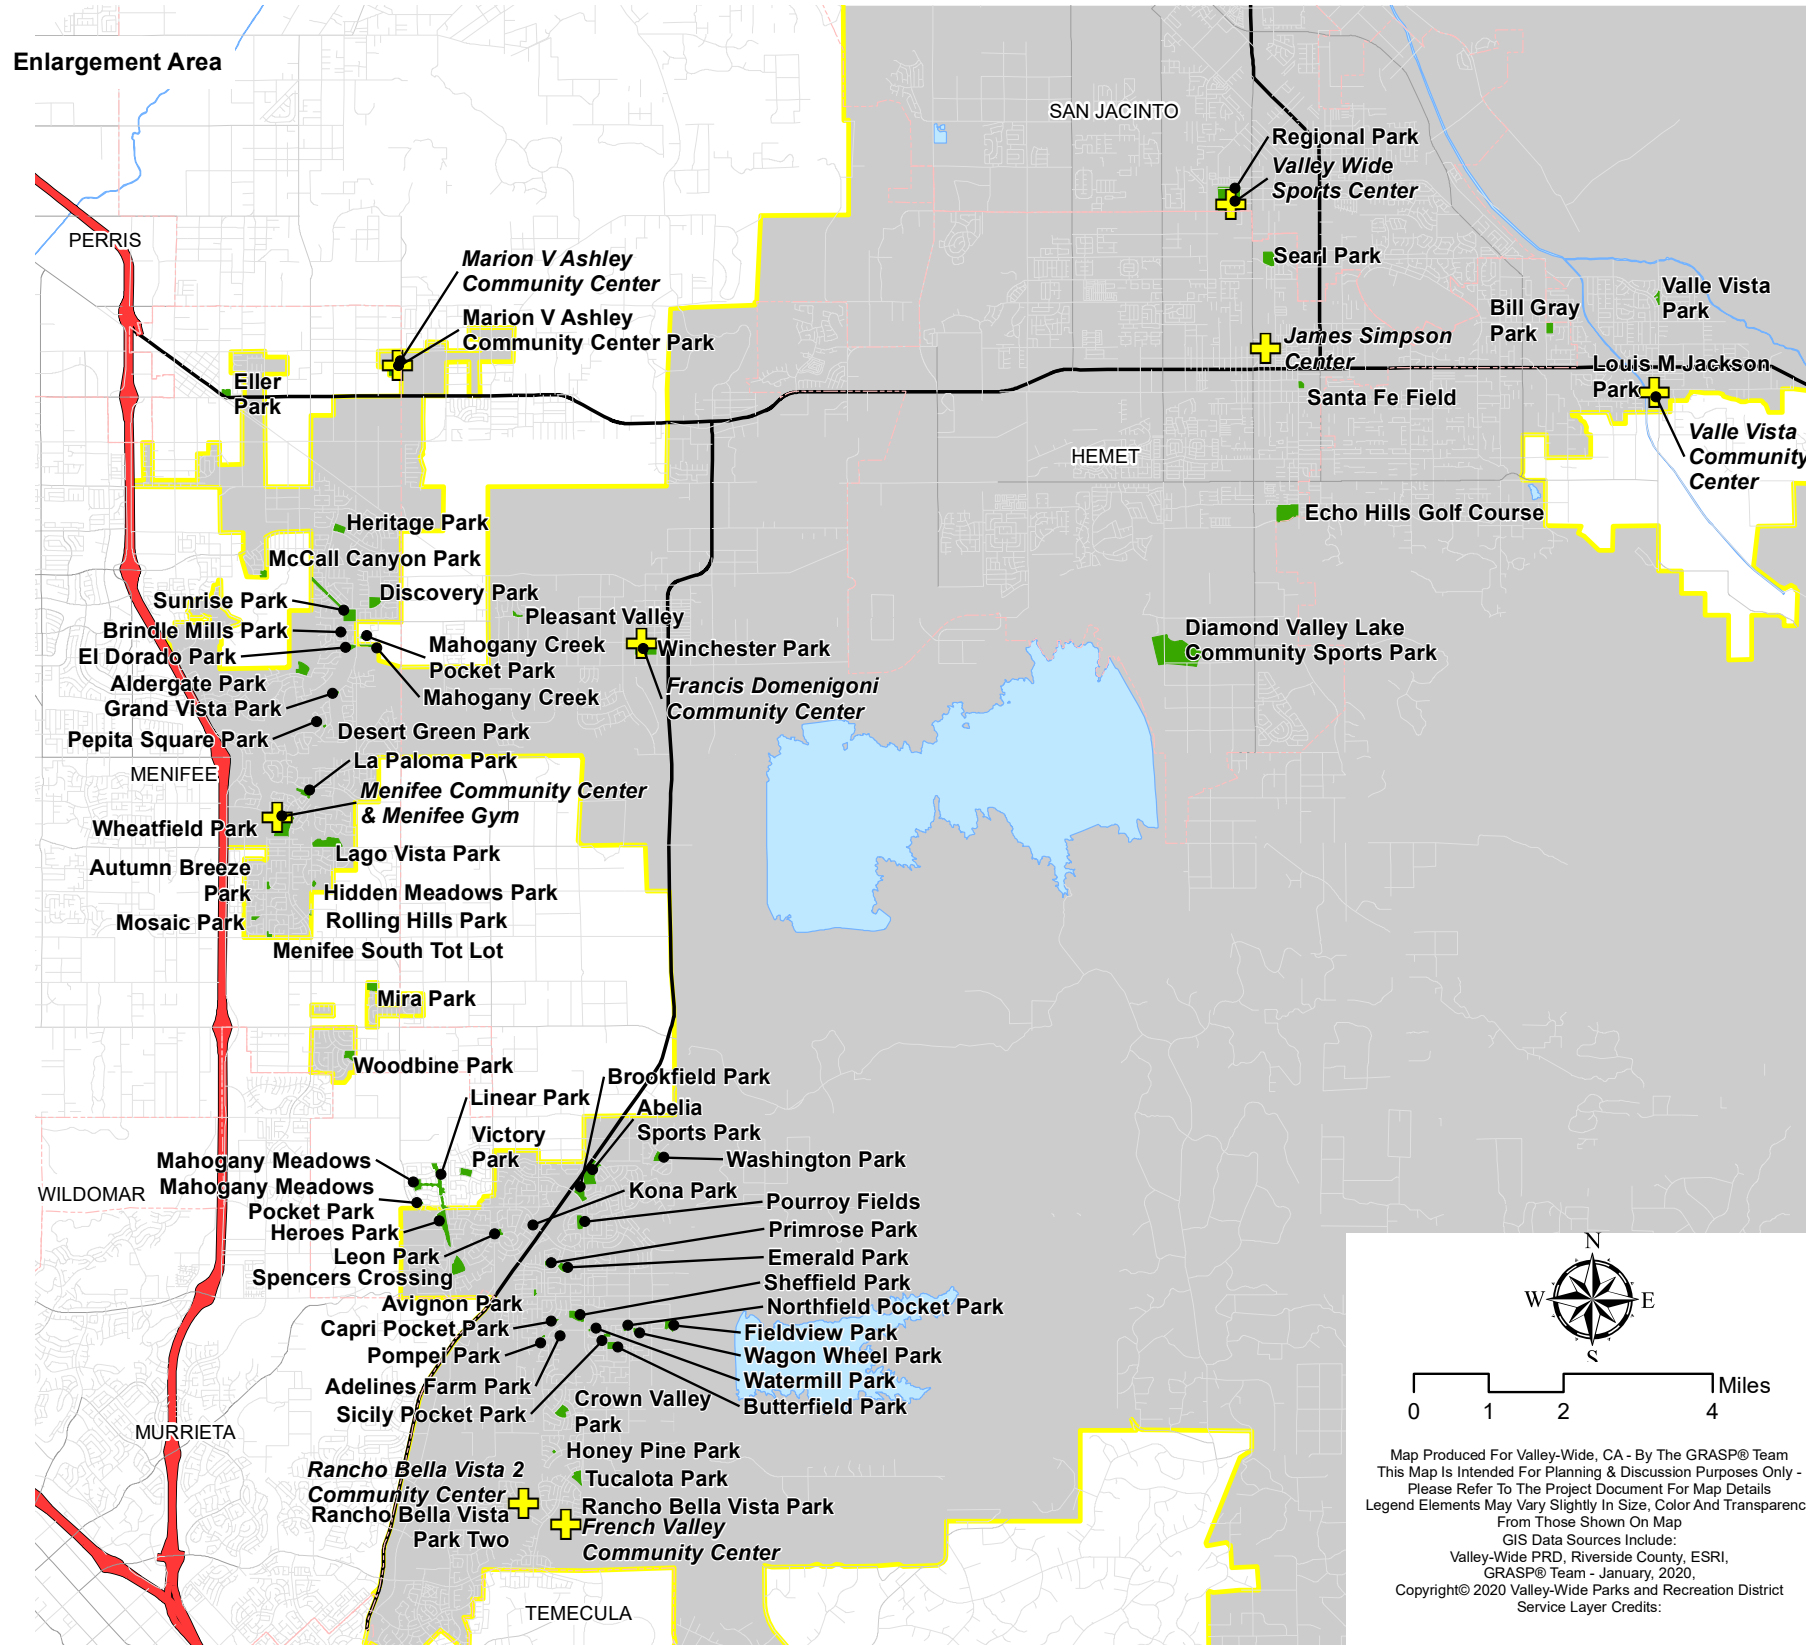 Enlargement Area
SAN JACINTO
Regional Park
Valley Wide
Sports Center
PERRIS
Marion V Ashley
Community Center
Searl Park
Marion V Ashley
Community Center Park
Valle Vista
Park
Bill Gray
Park
James Simpson
Center
Louis M Jackson
Park
Eller
Park
Santa Fe Field
Valle Vista
Community
Center
HEMET
Heritage Park
Echo Hills Golf Course
McCall Canyon Park
Discovery Park
Sunrise Park
Pleasant Valley
Brindle Mills Park
Mahogany Creek
Pocket Park
Winchester Park
Diamond Valley Lake
Community Sports Park
El Dorado Park
Aldergate Park
Mahogany Creek
Francis Domenigoni
Community Center
Grand Vista Park
Pepita Square Park
Desert Green Park
La Paloma Park
MENIFEE
Menifee Community Center
& Menifee Gym
Wheatfield Park
Lago Vista Park
Autumn Breeze
Park
Hidden Meadows Park
Mosaic Park
Rolling Hills Park
Menifee South Tot Lot
Mira Park
Woodbine Park
Brookfield Park
Linear Park
Abelia
Sports Park
Victory
Park
Mahogany Meadows
Washington Park
WILDOMAR
Mahogany Meadows
Pocket Park
Kona Park
Pourroy Fields
Heroes Park
Primrose Park
Leon Park
Emerald Park
Spencers Crossing
Sheffield Park
Avignon Park
Northfield Pocket Park
Capri Pocket Park
Fieldview Park
Pompei Park
Wagon Wheel Park
Adelines Farm Park
Watermill Park
Sicily Pocket Park
Crown Valley
Park
Butterfield Park
MURRIETA
Honey Pine Park
Rancho Bella Vista 2
Community Center
Tucalota Park
Rancho Bella Vista
Park Two
Rancho Bella Vista Park
French Valley
Community Center
TEMECULA
N
W E
S
Miles
0 1 2 4
Map Produced For Valley-Wide, CA - By The GRASP® Team
This Map Is Intended For Planning & Discussion Purposes Only -
Please Refer To The Project Document For Map Details
Legend Elements May Vary Slightly In Size, Color And Transparenc
From Those Shown On Map
GIS Data Sources Include:
Valley-Wide PRD, Riverside County, ESRI,
GRASP® Team - January, 2020,
Copyright© 2020 Valley-Wide Parks and Recreation District
Service Layer Credits: